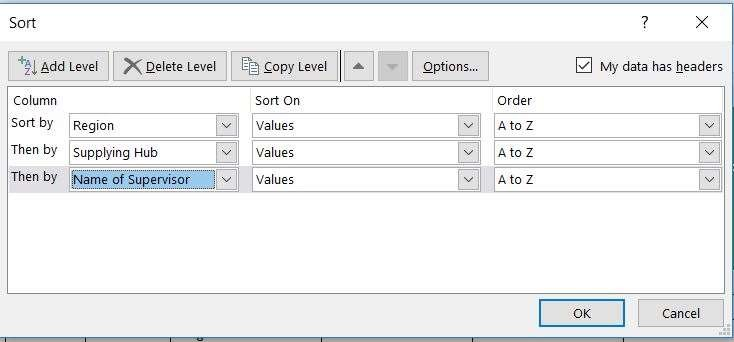 Sort ?
Add Level Delete Level Copy Level Options... My data has headers
Column Sort On Order
Sort by Region Values A to Z
Then by Supplying Hub Values A to Z
Then by Name of Supervisor Values A to Z
OK Cancel